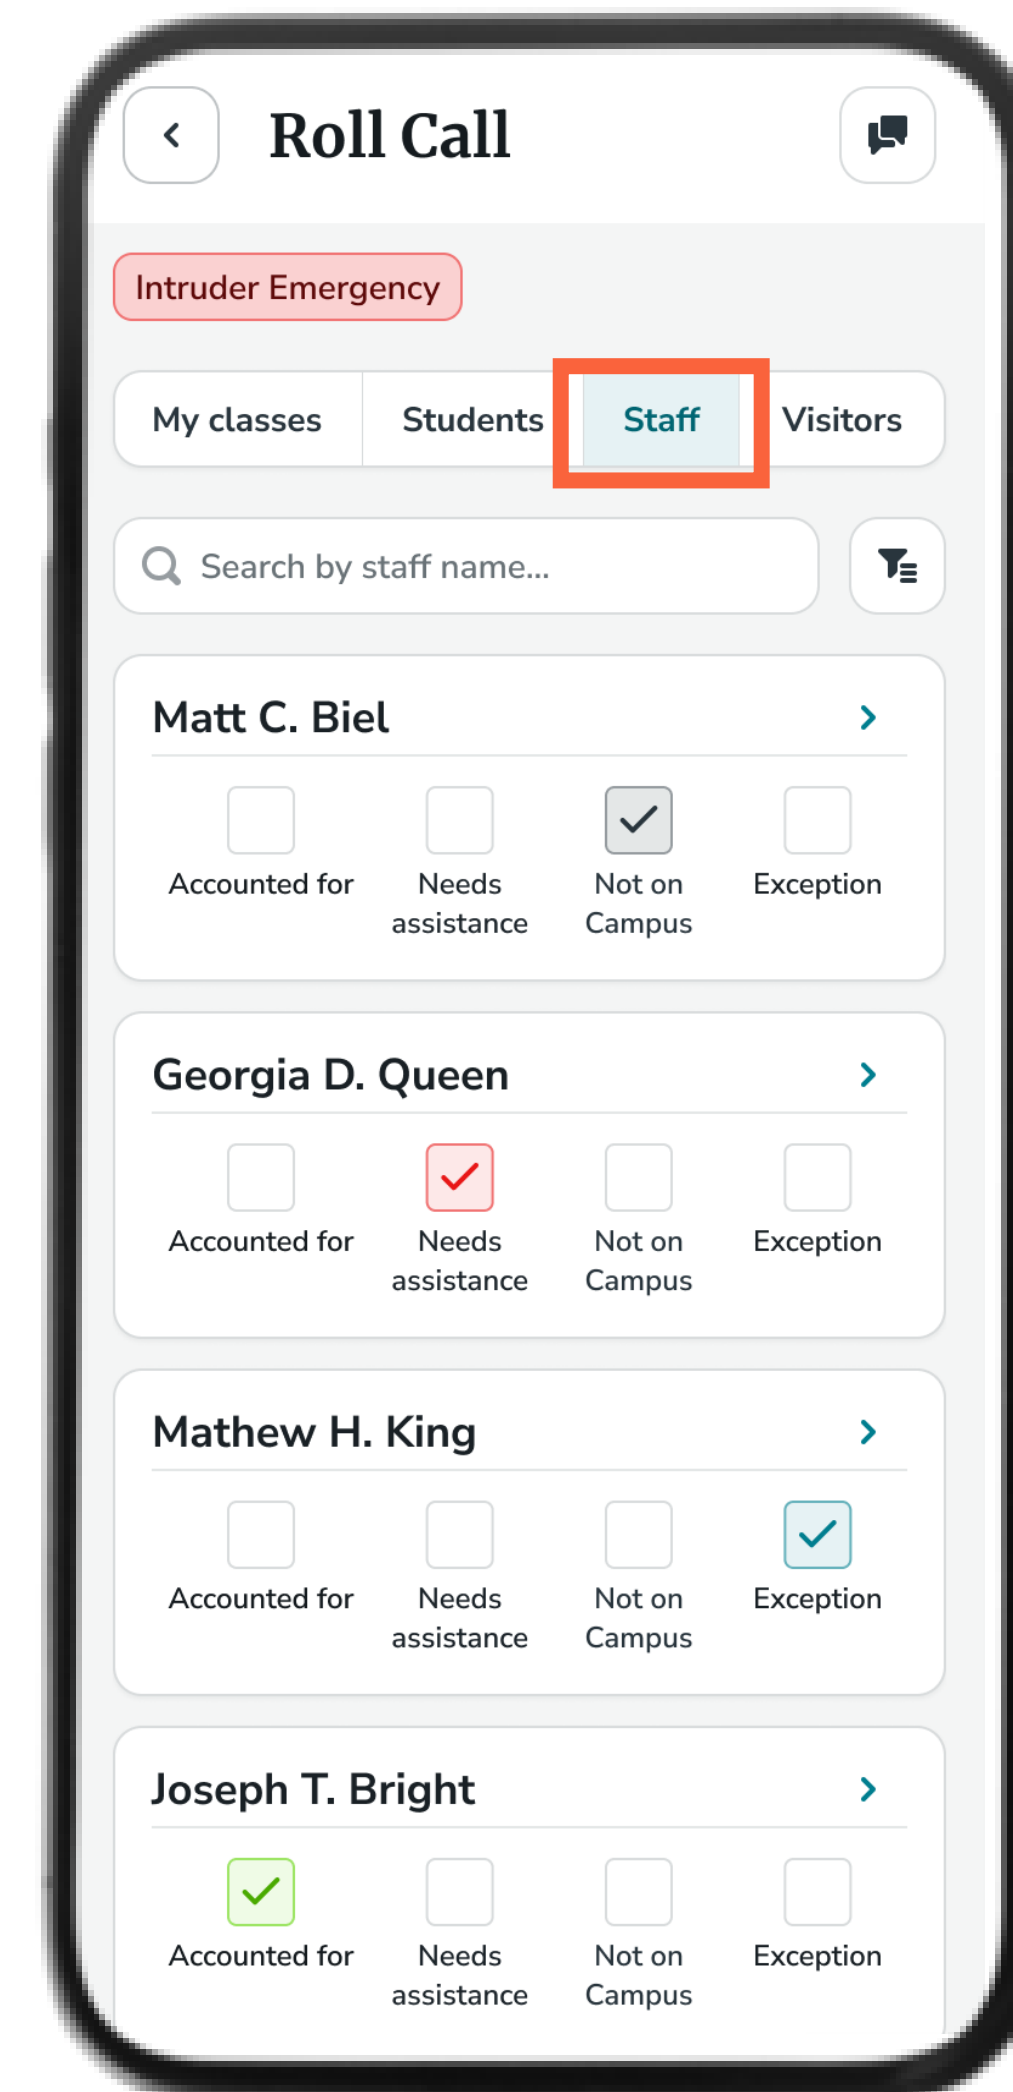 Roll Call
Intruder Emergency
My classes Students Staff Visitors
Search by staff name...
Matt C. Biel
Accounted for Needs Not on Exception
assistance Campus
Georgia D. Queen
Accounted for Needs Not on Exception
assistance Campus
Mathew H. King
Accounted for Needs Not on Exception
assistance Campus
Joseph T. Bright
Accounted for Needs Not on Exception
assistance Campus